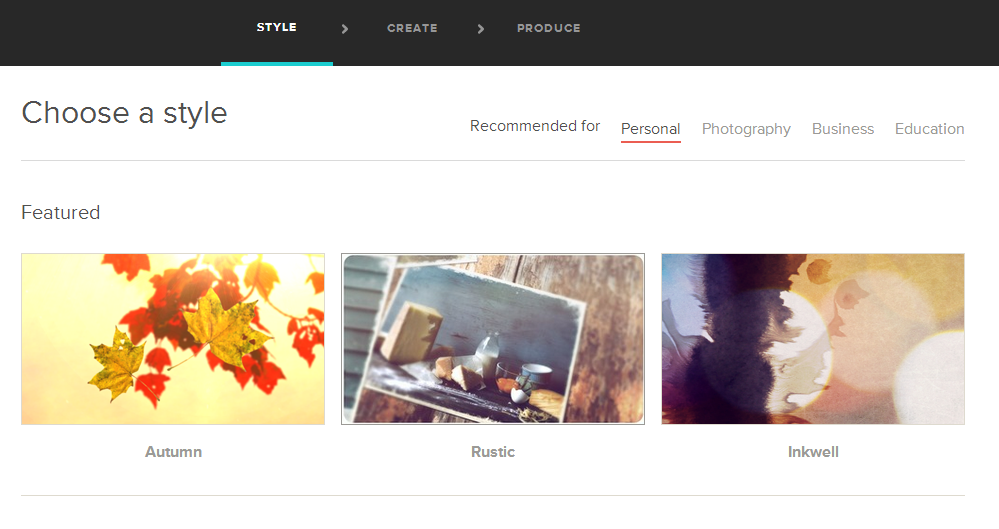 STYLE > CREATE > PRODUCE
Choose a style
Recommended for Personal Photography Business Education
Featured
Autumn Rustic Inkwell